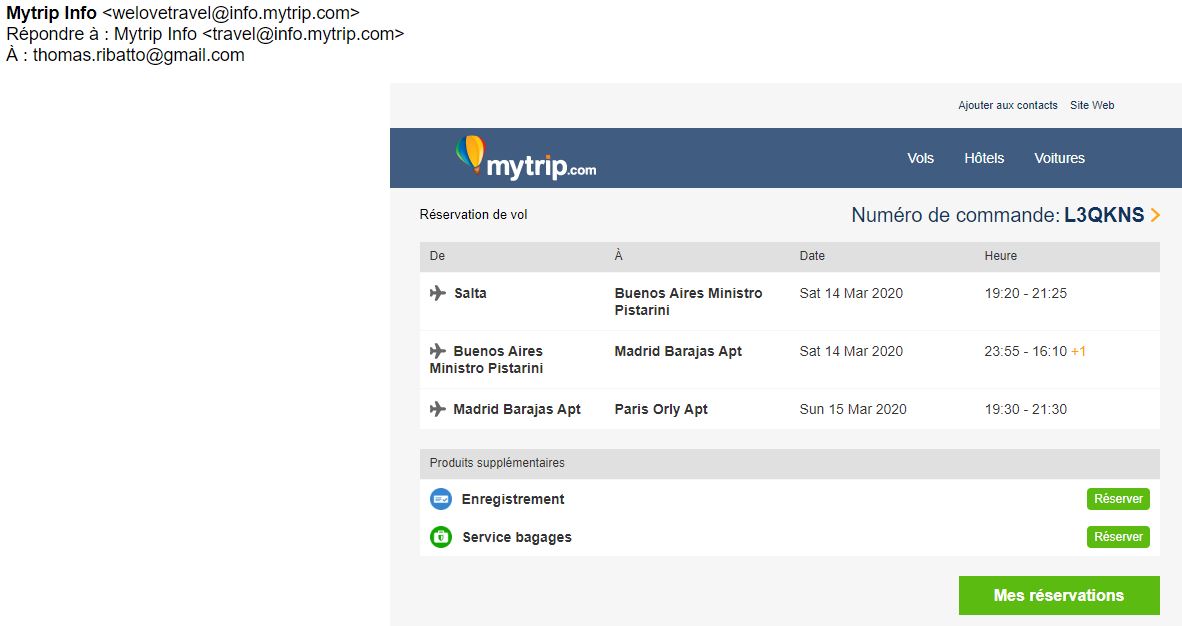 Mytrip Info <welovetravel@info.mytrip.com>
Répondre à : Mytrip Info <travel@info.mytrip.com>
À : thomas.ribatto@gmail.com
Ajouter aux contacts Site Web
mytrip.com Vols Hôtels Voitures
Réservation de vol Numéro de commande: L3QKNS
De À Date Heure
Salta Buenos Aires Ministro Sat 14 Mar 2020 19:20 - 21:25
Pistarini
Buenos Aires Madrid Barajas Apt Sat 14 Mar 2020 23:55 - 16:10 +1
Ministro Pistarini
Madrid Barajas Apt Paris Orly Apt Sun 15 Mar 2020 19:30 - 21:30
Produits supplémentaires
Enregistrement Réserver
Service bagages Réserver
Mes réservations